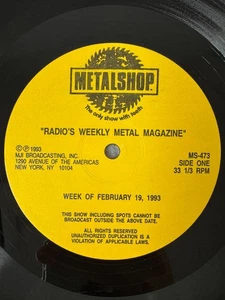 METALSHOP
The only show with teeth
"RADIO'S WEEKLY METAL MAGAZINE"
©℗ 1993
MJI BROADCASTING, INC.
1290 AVENUE OF THE AMERICAS
NEW YORK, NY 10104
MS-473
SIDE ONE
33 1/3 RPM
WEEK OF FEBRUARY 19, 1993
THIS SHOW INCLUDING SPOTS CANNOT BE
BROADCAST OUTSIDE THE ABOVE DATE.
ALL RIGHTS RESERVED
UNAUTHORIZED DUPLICATION IS A
VIOLATION OF APPLICABLE LAWS.